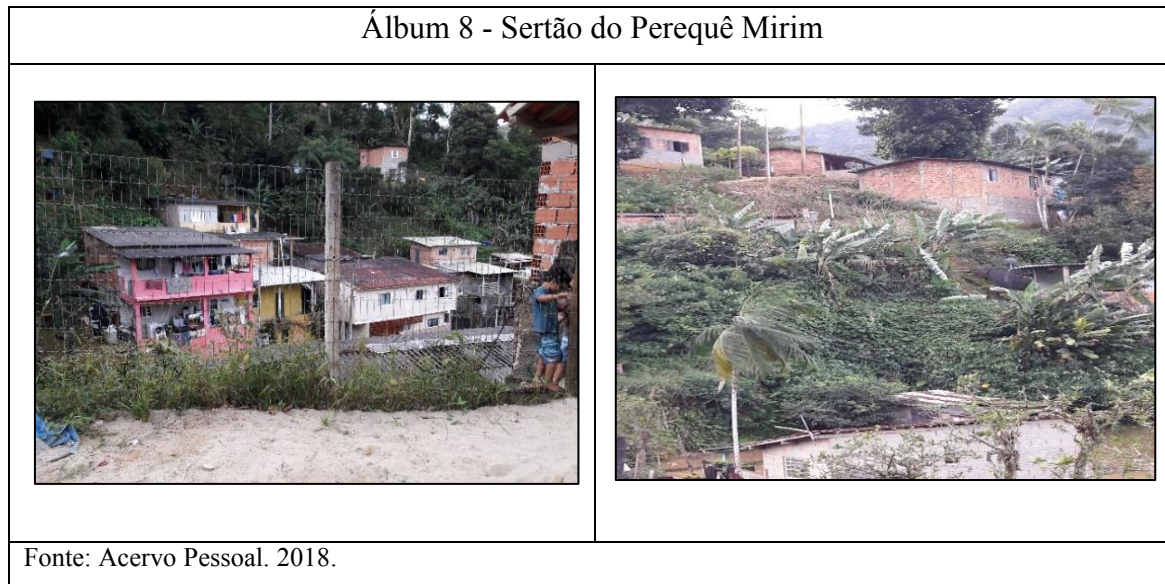 Álbum 8 - Sertão do Perequê Mirim
Fonte: Acervo Pessoal. 2018.